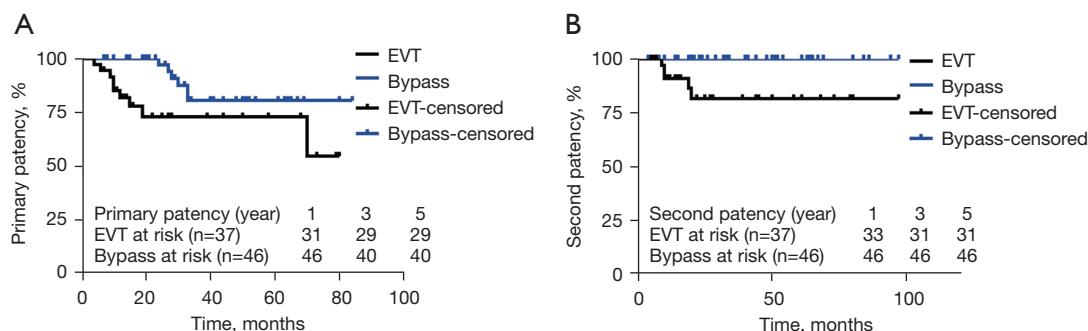 A
Primary patency, %
100
75
50
25
0
EVT
Bypass
EVT-censored
Bypass-censored
Primary patency (year) 1 3 5
EVT at risk (n=37) 31 29 29
Bypass at risk (n=46) 46 40 40
0 20 40 60 80 100
Time, months
B
Second patency, %
100
75
50
25
0
EVT
Bypass
EVT-censored
Bypass-censored
Second patency (year) 1 3 5
EVT at risk (n=37) 33 31 31
Bypass at risk (n=46) 46 46 46
0 50 100
Time, months